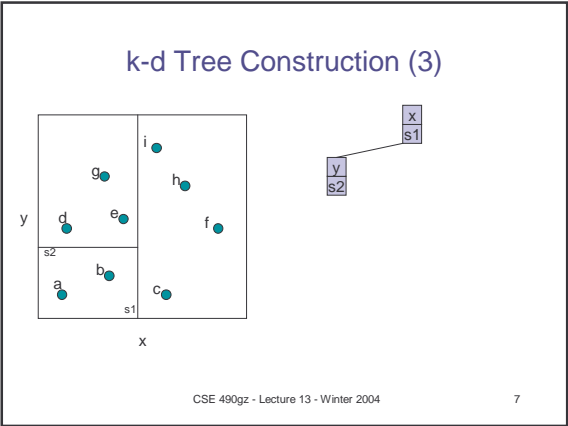 k-d Tree Construction (3)
x
s1
y
s2
i
g
h
y
d
e
f
s2
a
b
c
s1
x
CSE 490gz - Lecture 13 - Winter 2004
7